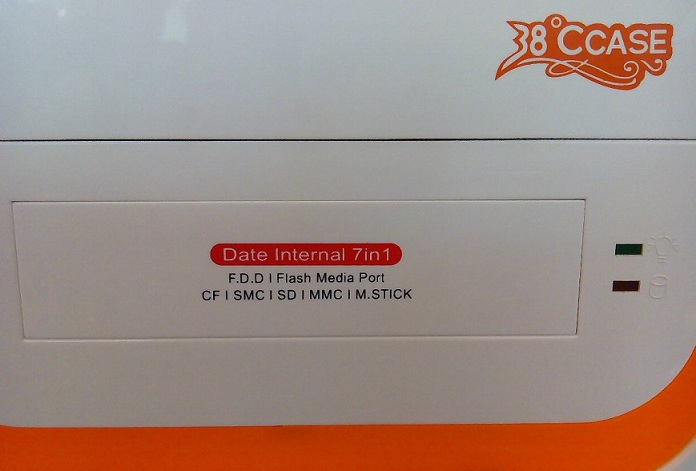 38°CCASE
Date Internal 7in1
F.D.D | Flash Media Port
CF | SMC | SD | MMC | M.STICK